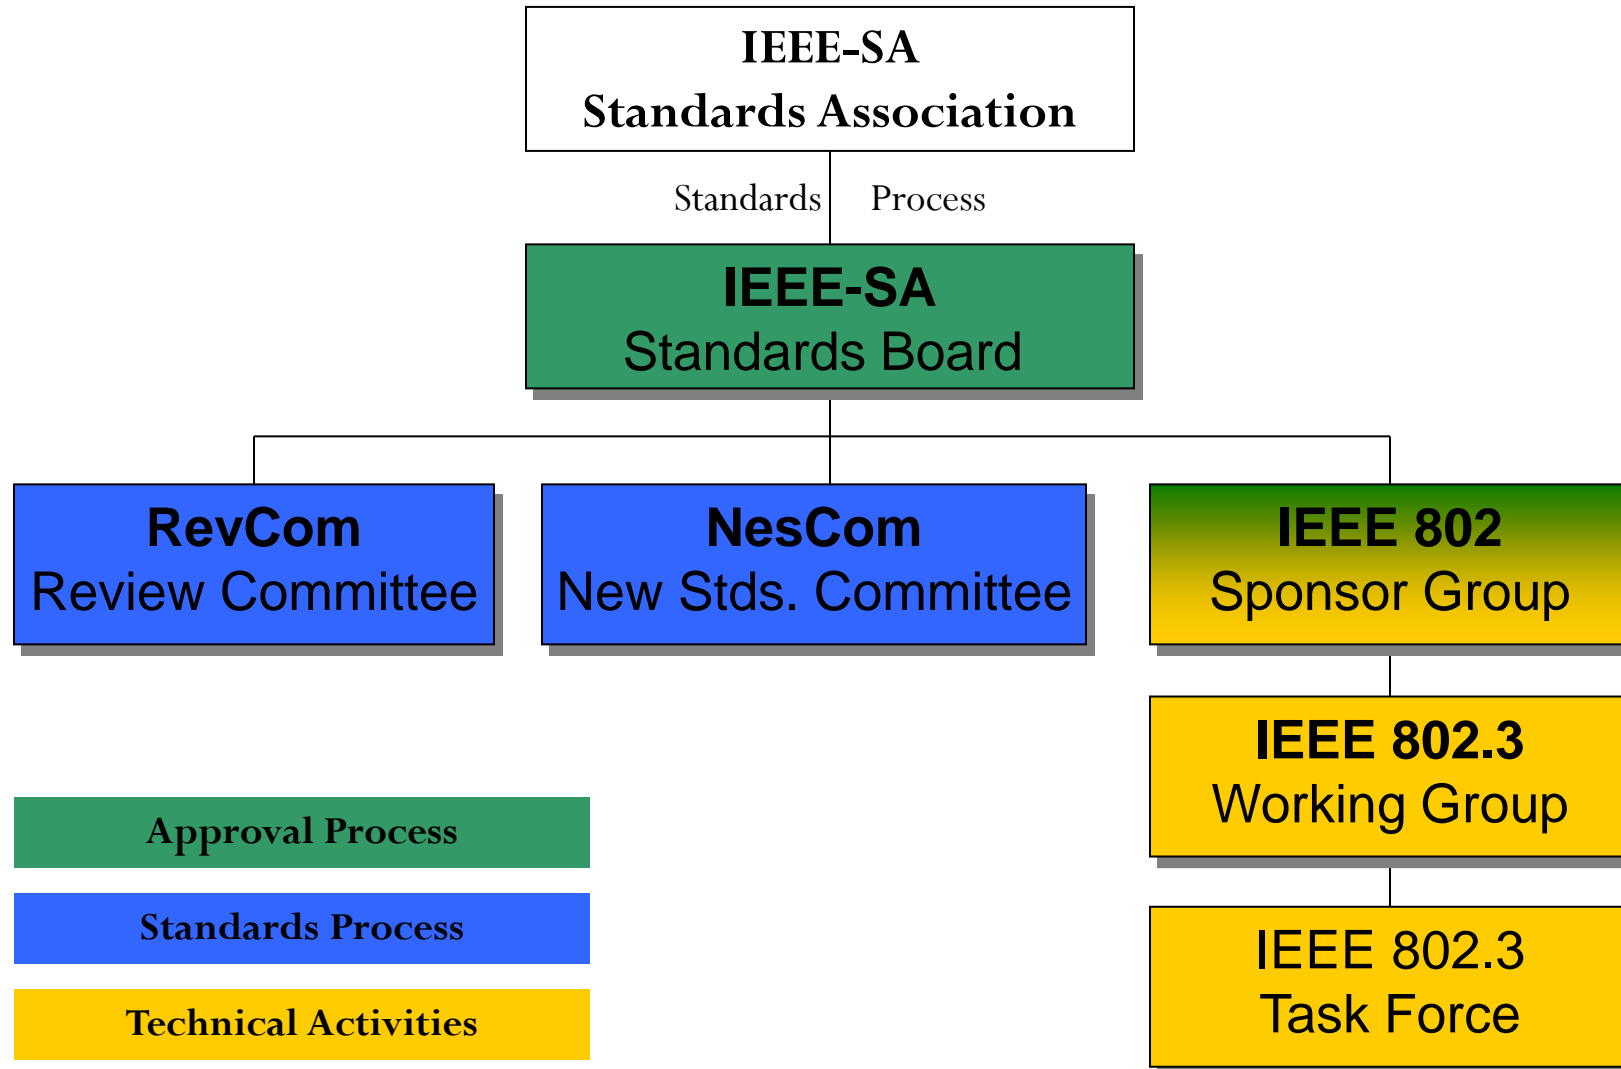 IEEE-SA
Standards Association
Standards Process
IEEE-SA
Standards Board
RevCom
Review Committee
NesCom
New Stds. Committee
IEEE 802
Sponsor Group
IEEE 802.3
Working Group
IEEE 802.3
Task Force
Approval Process
Standards Process
Technical Activities